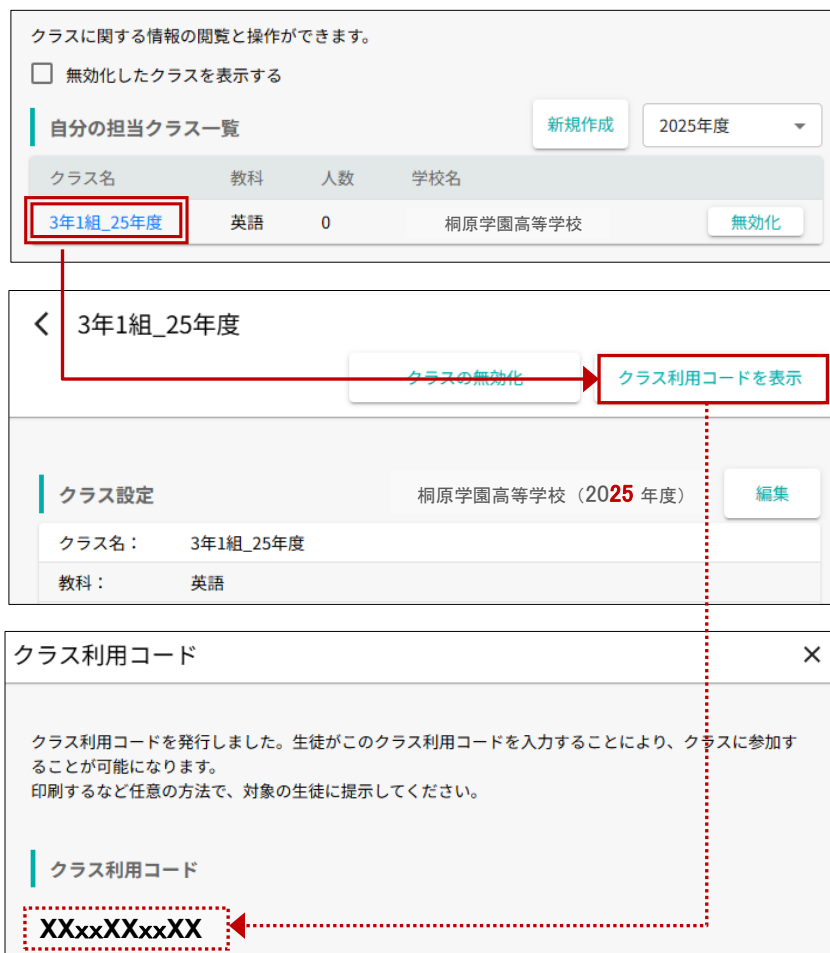 クラスに関する情報の閲覧と操作ができます。
無効化したクラスを表示する
自分の担当クラス一覧 新規作成 2025年度
クラス名 教科 人数 学校名
3年1組_25年度 英語 0 桐原学園高等学校 無効化
3年1組_25年度
クラスの無効化 クラス利用コードを表示
クラス設定 桐原学園高等学校（2025 年度） 編集
クラス名： 3年1組_25年度
教科： 英語
クラス利用コード
クラス利用コードを発行しました。生徒がこのクラス利用コードを入力することにより、クラスに参加す
ることが可能になります。
印刷するなど任意の方法で、対象の生徒に提示してください。
クラス利用コード
XXxxXXxxXX